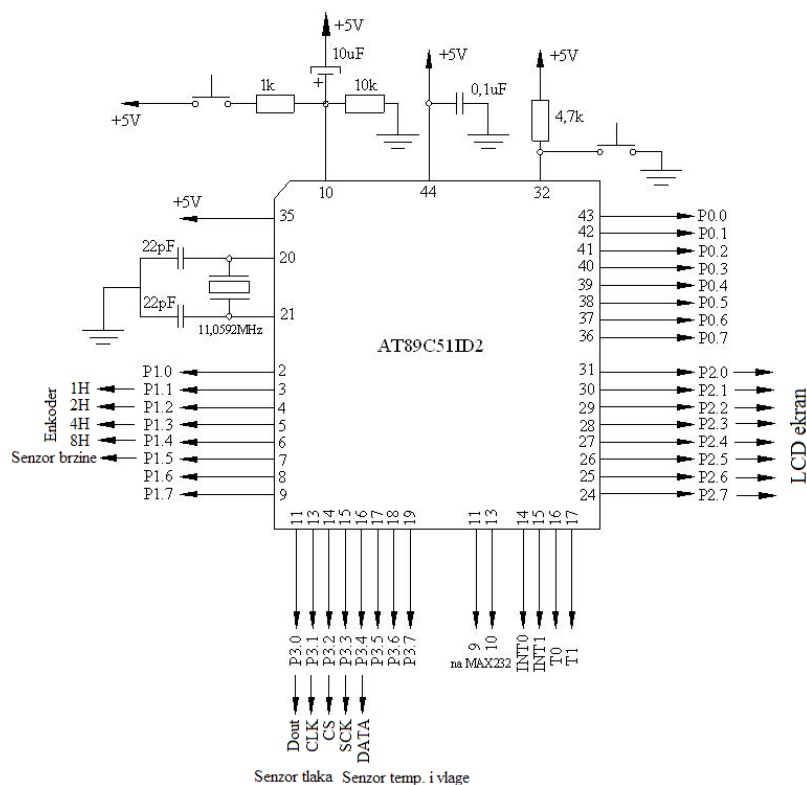 +5V
10uF
+
+5V
+5V
1k
10k
0,1uF
4,7k
+5V
10
44
32
+5V
35
22pF
20
22pF
21
11,0592MHz
AT89C51ID2
43 P0.0
42 P0.1
41 P0.2
40 P0.3
39 P0.4
38 P0.5
37 P0.6
36 P0.7
P1.0 2
1H P1.1 3
2H P1.2 4
4H P1.3 5
8H P1.4 6
Enkoder
Senzor brzine P1.5 7
P1.6 8
P1.7 9
31 P2.0
30 P2.1
29 P2.2
28 P2.3
27 P2.4
26 P2.5
25 P2.6
24 P2.7
LCD ekran
11 13 14 15 16 17 18 19
11 13
14 15 16 17
P3.0 P3.1 P3.2 P3.3 P3.4 P3.5 P3.6 P3.7
9 10
na MAX232
INT0 INT1 T0 T1
Dout CLK CS SCK DATA
Senzor tlaka Senzor temp. i vlage